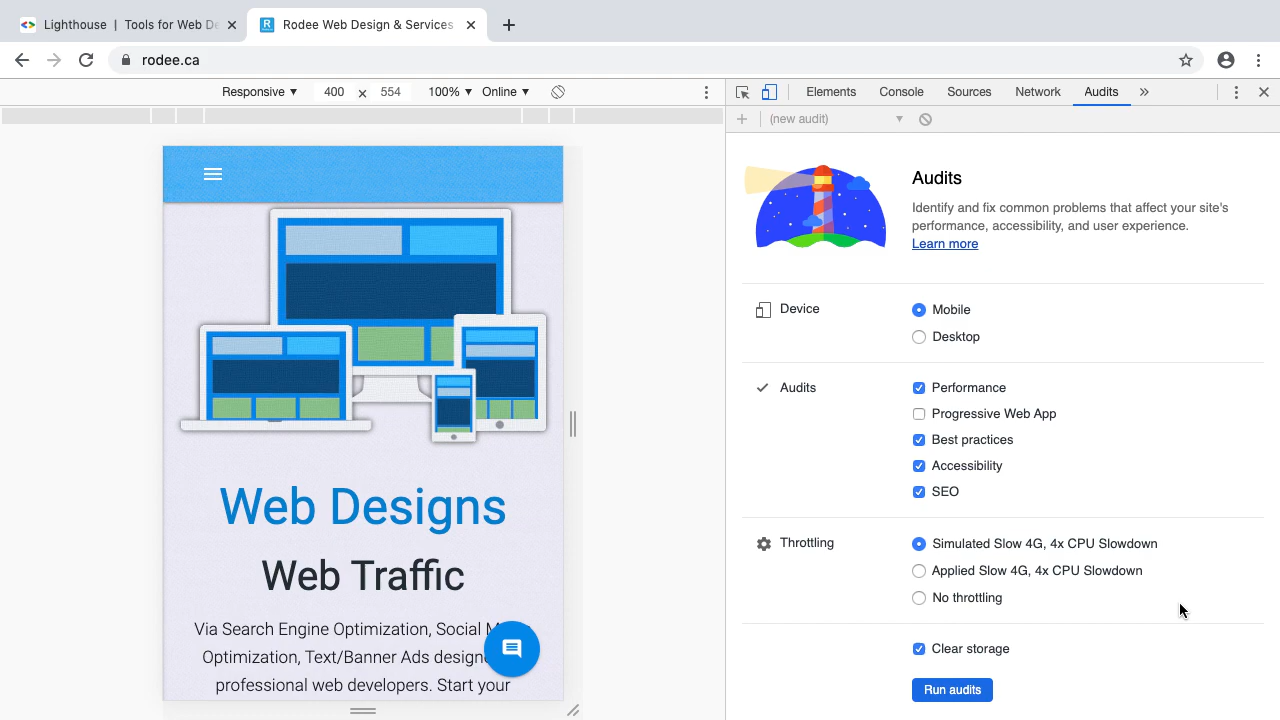 Lighthouse | Tools for Web De
Rodee Web Design & Services
rodee.ca
Responsive ▼ 400 x 554 100% ▼ Online ▼
Elements Console Sources Network Audits »
(new audit)
Audits
Identify and fix common problems that affect your site's
performance, accessibility, and user experience.
Learn more
Device
Mobile
Desktop
Audits
Performance
Progressive Web App
Best practices
Accessibility
SEO
Throttling
Simulated Slow 4G, 4x CPU Slowdown
Applied Slow 4G, 4x CPU Slowdown
No throttling
Clear storage
Run audits
Web Designs
Web Traffic
Via Search Engine Optimization, Social
Optimization, Text/Banner Ads
professional web developers. Start your